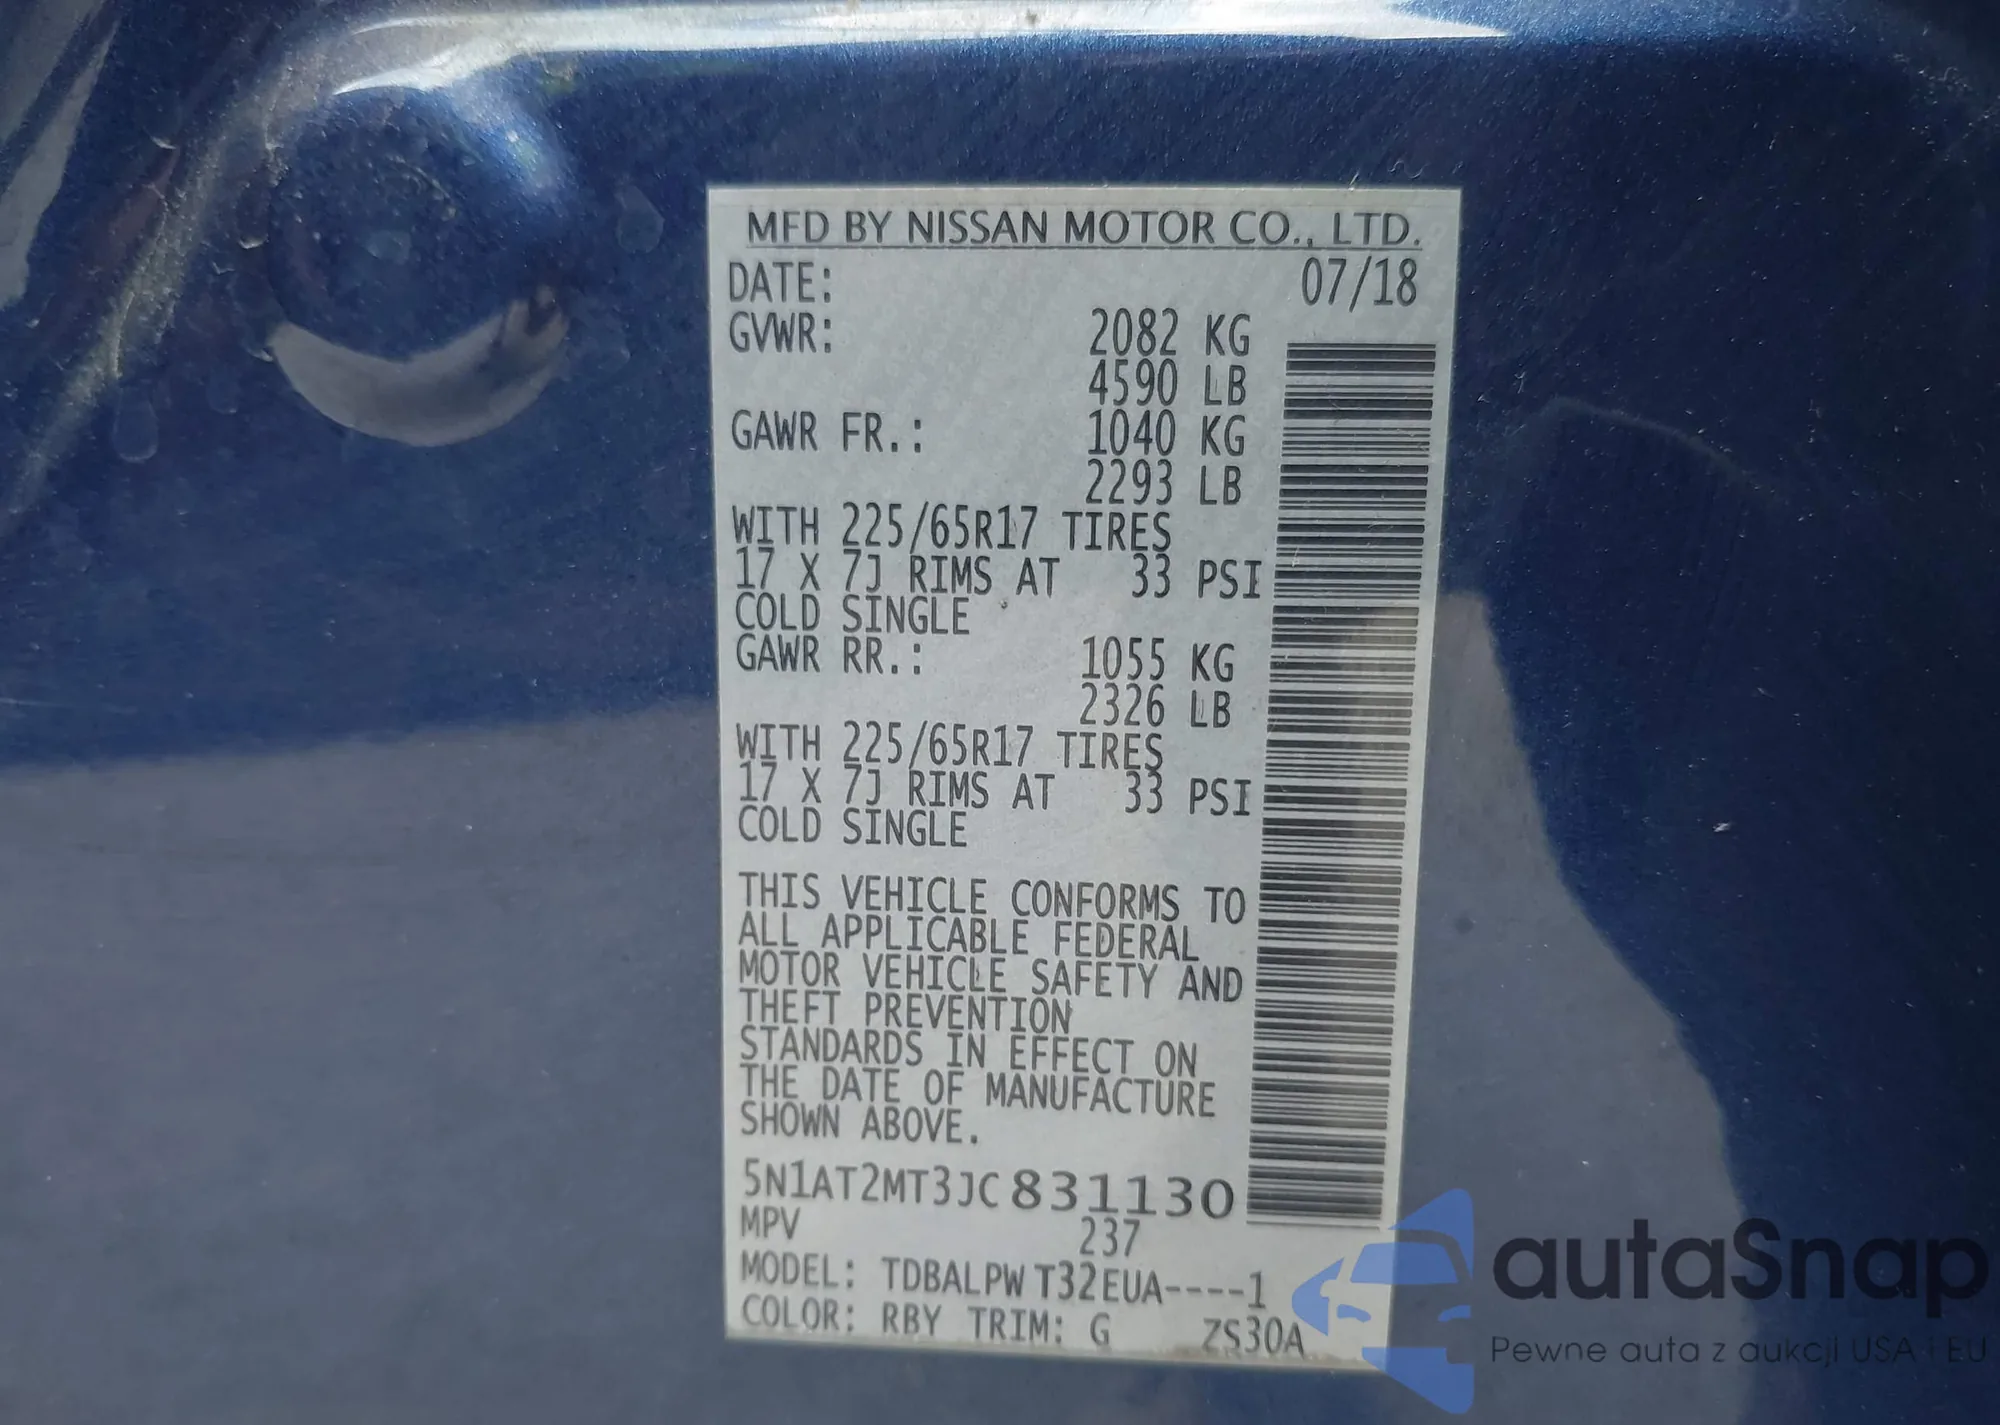 MFD BY NISSAN MOTOR CO., LTD.
DATE: 07/18
GVWR: 2082 KG
4590 LB
GAWR FR.: 1040 KG
2293 LB
WITH 225/65R17 TIRES
17 X 7J RIMS AT 33 PSI
COLD SINGLE
GAWR RR.: 1055 KG
2326 LB
WITH 225/65R17 TIRES
17 X 7J RIMS AT 33 PSI
COLD SINGLE
THIS VEHICLE CONFORMS TO
ALL APPLICABLE FEDERAL
MOTOR VEHICLE SAFETY AND
THEFT PREVENTION
STANDARDS IN EFFECT ON
THE DATE OF MANUFACTURE
SHOWN ABOVE.
5N1AT2MT3JC831130
MPV 237
MODEL: TDBALPW T32EUA----1
COLOR: RBY TRIM: G ZS30A
autaSnap
Pewne auta z aukcji USA i EU